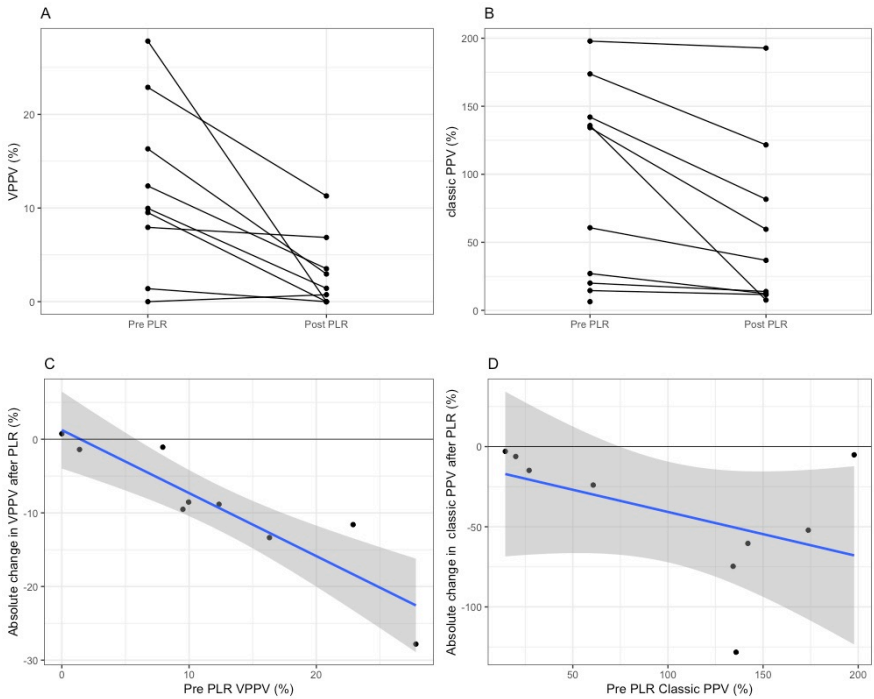 A
VPPV (%)
20
10
0
Pre PLR
Post PLR
B
classic PPV (%)
200
150
100
50
0
Pre PLR
Post PLR
C
Absolute change in VPPV after PLR (%)
0
-10
-20
-30
0
10
20
Pre PLR VPPV (%)
D
Absolute change in classic PPV after PLR (%)
0
-50
-100
50
100
150
200
Pre PLR Classic PPV (%)